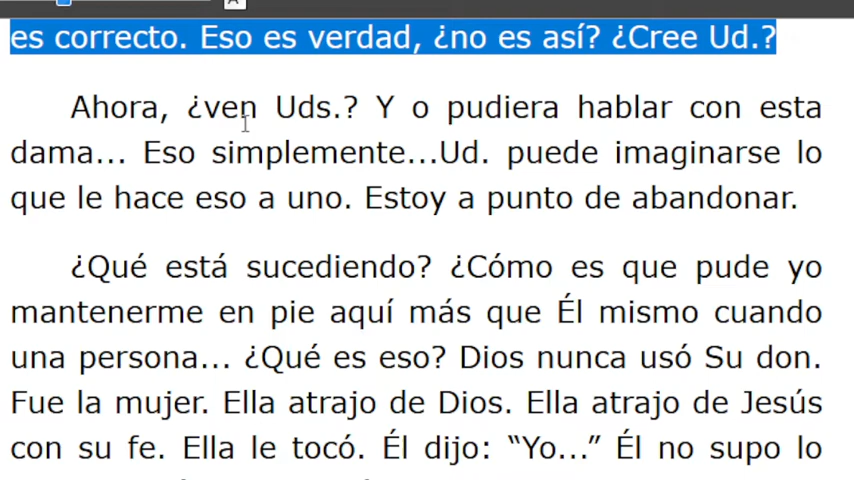 es correcto. Eso es verdad, ¿no es así? ¿Cree Ud.?
Ahora, ¿ven Uds.? Y o pudiera hablar con esta
dama... Eso simplemente...Ud. puede imaginarse lo
que le hace eso a uno. Estoy a punto de abandonar.
¿Qué está sucediendo? ¿Cómo es que pude yo
mantenerme en pie aquí más que Él mismo cuando
una persona... ¿Qué es eso? Dios nunca usó Su don.
Fue la mujer. Ella atrajo de Dios. Ella atrajo de Jesús
con su fe. Ella le tocó. Él dijo: “Yo...” Él no supo lo